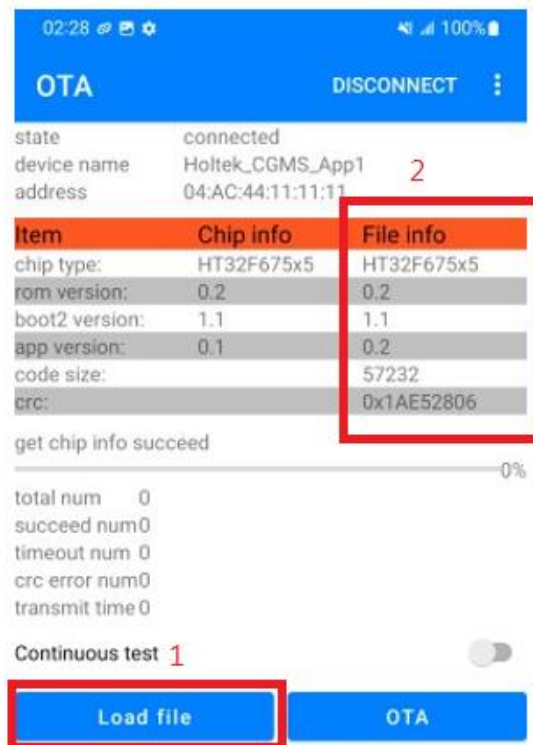 02:28 100%
OTA DISCONNECT
state connected
device name Holtek_CGMS_App1
address 04:AC:44:11:11:11
2
Item Chip info File info
chip type: HT32F675x5 HT32F675x5
rom version: 0.2 0.2
boot2 version: 1.1 1.1
app version: 0.1 0.2
code size: 57232
crc: 0x1AE52806
get chip info succeed
0%
total num 0
succeed num 0
timeout num 0
crc error num 0
transmit time 0
Continuous test 1
Load file OTA